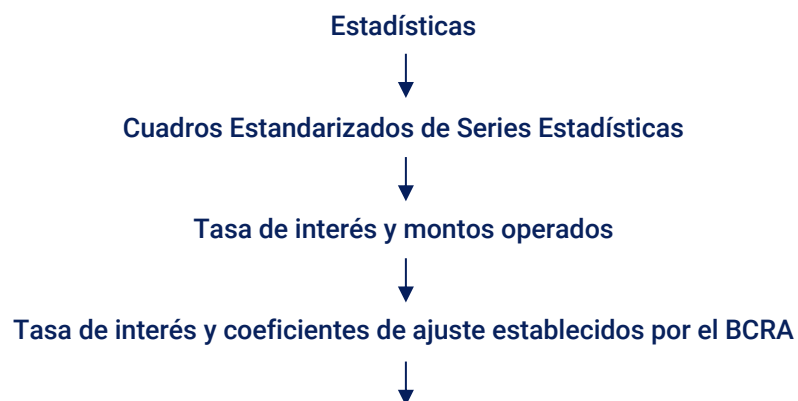 Estadísticas
Cuadros Estandarizados de Series Estadísticas
Tasa de interés y montos operados
Tasa de interés y coeficientes de ajuste establecidos por el BCRA